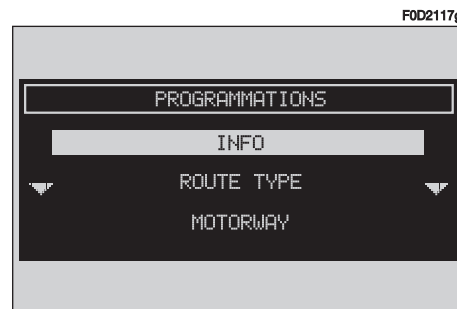 F0D2117g
PROGRAMMATIONS
INFO
ROUTE TYPE
MOTORWAY